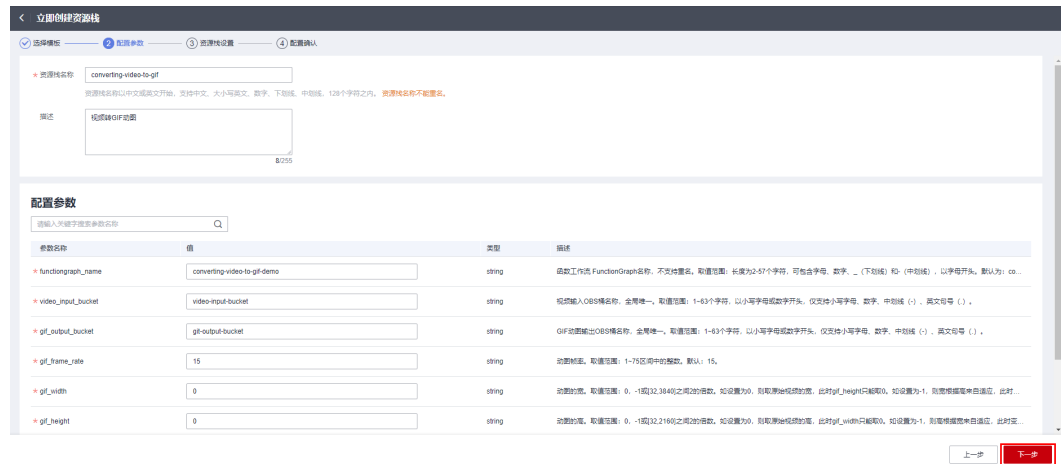 < 立即创建资源栈
选择模板 2 配置参数 3 资源栈设置 4 配置确认
* 资源栈名称 converting-video-to-gif
资源栈名称以中文或英文开始，支持中文、大小写英文、数字、下划线、中划线，128个字符之内。 资源栈名称不能重名。
描述 视频转GIF动图
8/255
配置参数
请输入关键字搜索参数名称
参数名称 值 类型 描述
* functiongraph_name converting-video-to-gif-demo string 函数工作流 FunctionGraph名称，不支持重名。取值范围：长度为2-57个字符，可包含字母、数字、_（下划线）和-（中划线），以字母开头。默认为：co...
* video_input_bucket video-input-bucket string 视频输入OBS桶名称，全局唯一。取值范围：1~63个字符，以小写字母或数字开头，仅支持小写字母、数字、中划线（-）、英文句号（.）。
* gif_output_bucket gif-output-bucket string GIF动图输出OBS桶名称，全局唯一。取值范围：1~63个字符，以小写字母或数字开头，仅支持小写字母、数字、中划线（-）、英文句号（.）。
* gif_frame_rate 15 string 动图帧率。取值范围：1~75区间中的整数。默认：15。
* gif_width 0 string 动图的宽。取值范围：0，-1或[32,3840]之间2的倍数。如设置为0，则取原始视频的宽，此时gif_height只能取0。如设置为-1，则宽根据高来自适应，此时...
* gif_height 0 string 动图的高。取值范围：0，-1或[32,2160]之间2的倍数。如设置为0，则取原始视频的高，此时gif_width只能取0。如设置为-1，则高根据宽来自适应，此时变...
上一步 下一步